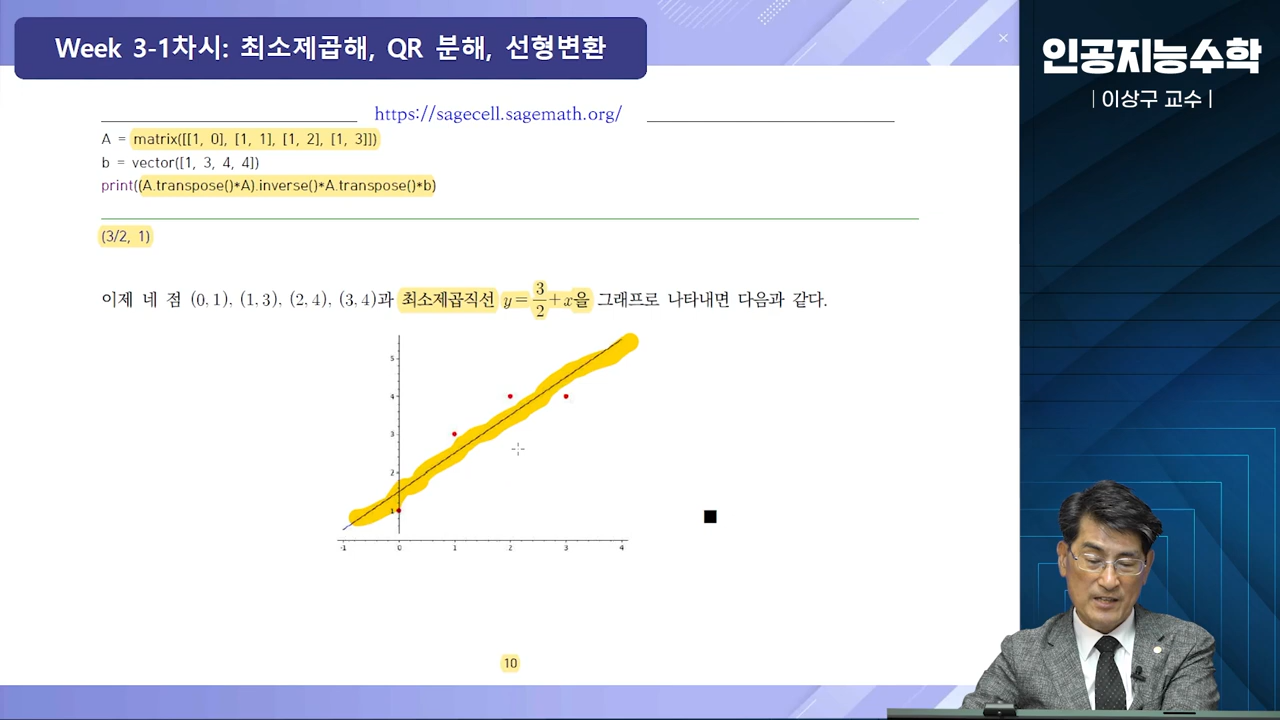 Week 3-1차시: 최소제곱해, QR 분해, 선형변환
인공지능수학
| 이상구 교수 |
https://sagecell.sagemath.org/
A = matrix([[1, 0], [1, 1], [1, 2], [1, 3]])
b = vector([1, 3, 4, 4])
print((A.transpose()*A).inverse()*A.transpose()*b)
(3/2, 1)
이제 네 점 (0, 1), (1, 3), (2, 4), (3, 4)과 최소제곱직선 y = 3/2 + x을 그래프로 나타내면 다음과 같다.
5
4
3
2
1
-1 0 1 2 3 4
10